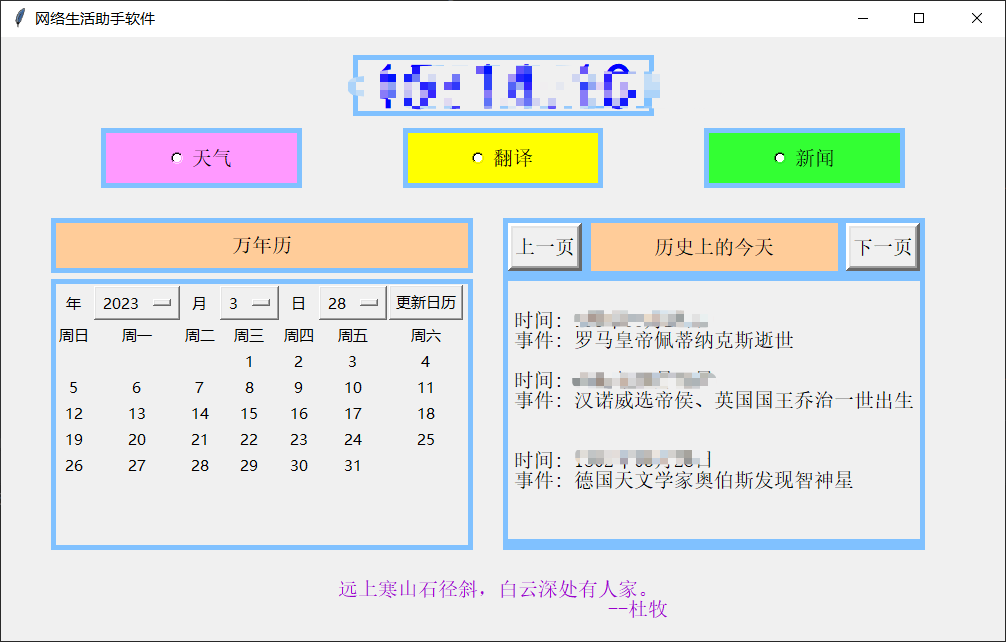 网络生活助手软件
天气
翻译
新闻
万年历
年 2023 月 3 日 28 更新日历
周日 周一 周二 周三 周四 周五 周六
1 2 3 4
5 6 7 8 9 10 11
12 13 14 15 16 17 18
19 20 21 22 23 24 25
26 27 28 29 30 31
上一页 历史上的今天 下一页
时间:
事件: 罗马皇帝佩蒂纳克斯逝世
时间:
事件: 汉诺威选帝侯、英国国王乔治一世出生
时间:
事件: 德国天文学家奥伯斯发现智神星
远上寒山石径斜，白云深处有人家。
--杜牧